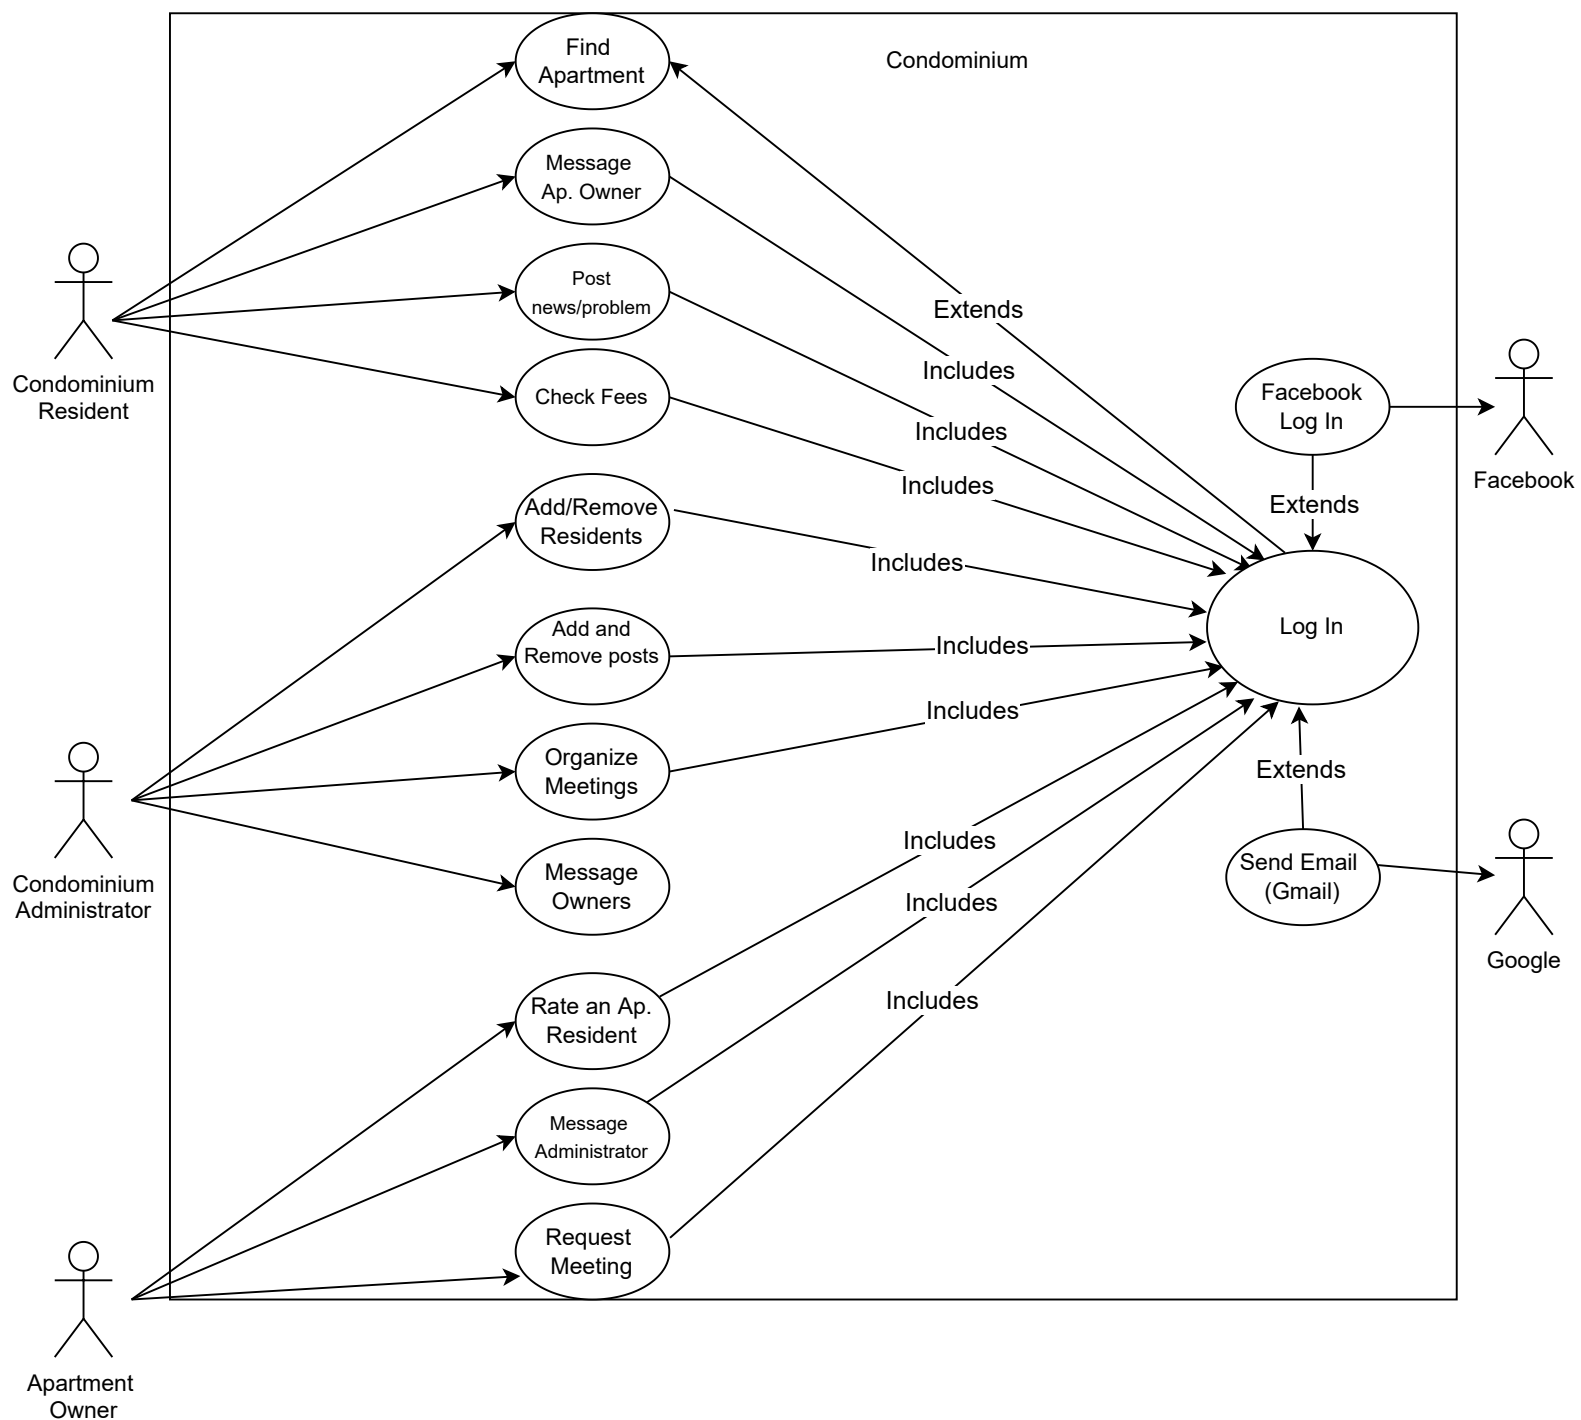 Condominium
Find
Apartment
Message
Ap. Owner
Post
news/problem
Check Fees
Add/Remove
Residents
Add and
Remove posts
Organize
Meetings
Message
Owners
Rate an Ap.
Resident
Message
Administrator
Request
Meeting
Condominium
Resident
Condominium
Administrator
Apartment
Owner
Extends
Includes
Includes
Includes
Includes
Includes
Includes
Includes
Includes
Includes
Facebook
Log In
Extends
Log In
Extends
Send Email
(Gmail)
Facebook
Google